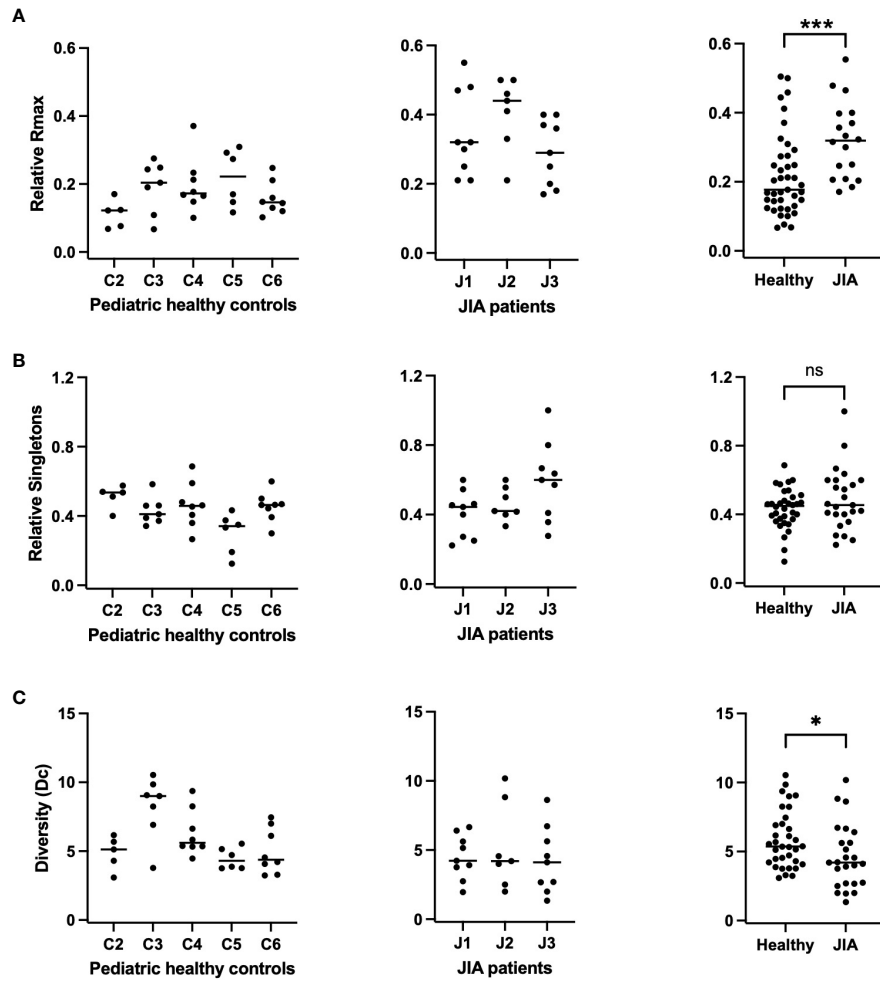 A
Relative Rmax
0.6
0.4
0.2
0.0
C2 C3 C4 C5 C6
Pediatric healthy controls
0.6
0.4
0.2
0.0
J1 J2 J3
JIA patients
***
0.6
0.4
0.2
0.0
Healthy JIA
B
Relative Singletons
1.2
0.8
0.4
0.0
C2 C3 C4 C5 C6
Pediatric healthy controls
1.2
0.8
0.4
0.0
J1 J2 J3
JIA patients
ns
1.2
0.8
0.4
0.0
Healthy JIA
C
Diversity (Dc)
15
10
5
0
C2 C3 C4 C5 C6
Pediatric healthy controls
15
10
5
0
J1 J2 J3
JIA patients
*
15
10
5
0
Healthy JIA